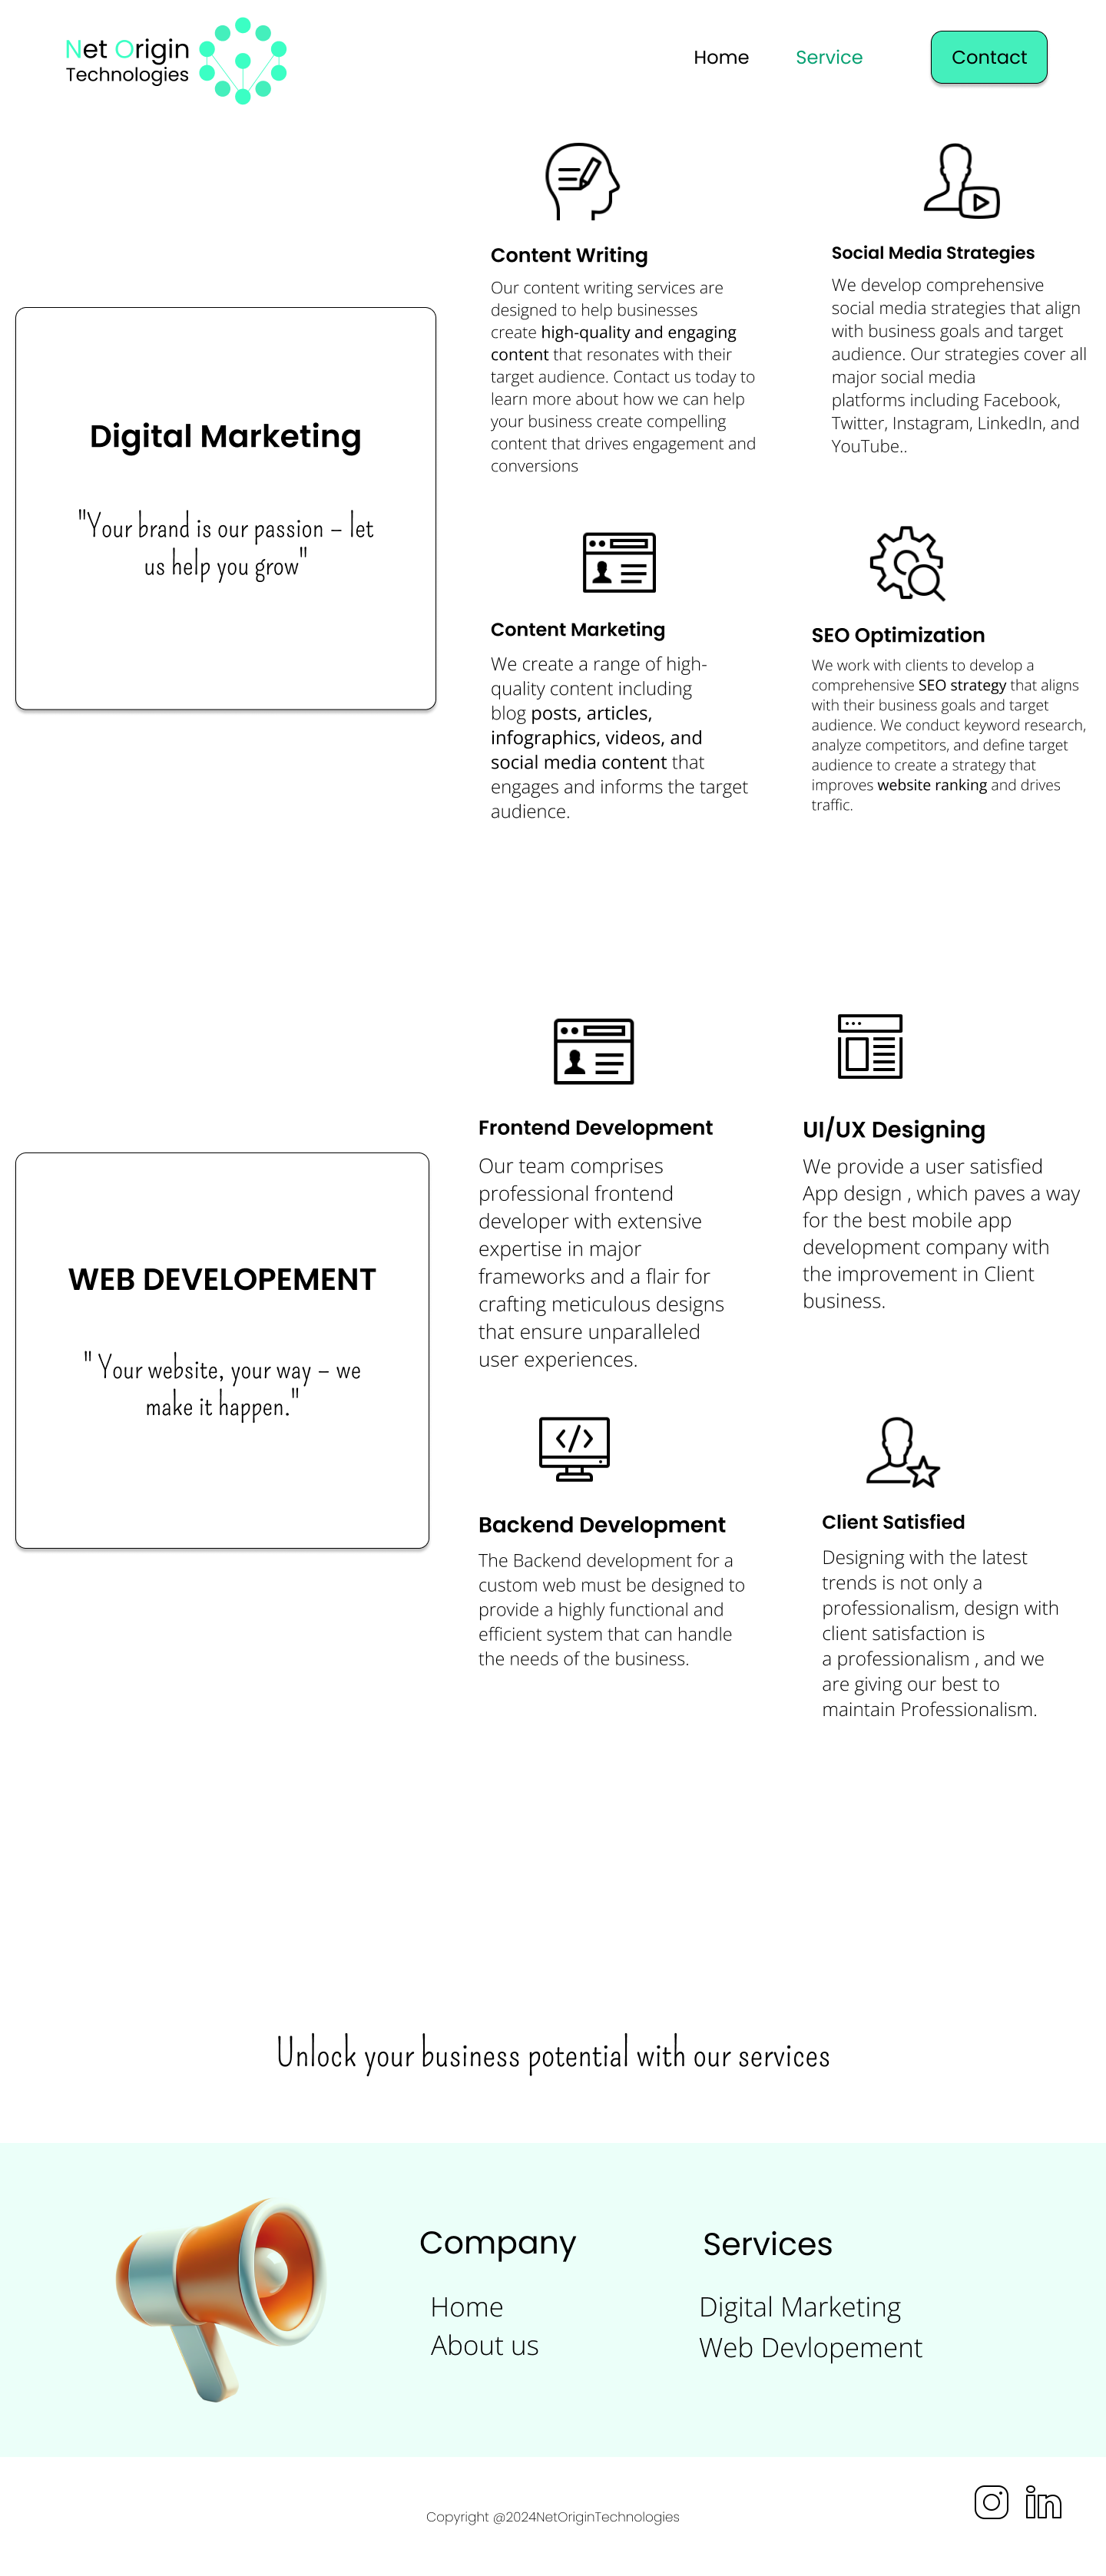 Net Origin
Technologies
Home
Service
Contact
Digital Marketing
"Your brand is our passion – let
us help you grow"
Content Writing
Our content writing services are
designed to help businesses
create high-quality and engaging
content that resonates with their
target audience. Contact us today to
learn more about how we can help
your business create compelling
content that drives engagement and
conversions
Social Media Strategies
We develop comprehensive
social media strategies that align
with business goals and target
audience. Our strategies cover all
major social media
platforms including Facebook,
Twitter, Instagram, LinkedIn, and
YouTube..
Content Marketing
We create a range of high-
quality content including
blog posts, articles,
infographics, videos, and
social media content that
engages and informs the target
audience.
SEO Optimization
We work with clients to develop a
comprehensive SEO strategy that aligns
with their business goals and target
audience. We conduct keyword research,
analyze competitors, and define target
audience to create a strategy that
improves website ranking and drives
traffic.
WEB DEVELOPEMENT
" Your website, your way – we
make it happen."
Frontend Development
Our team comprises
professional frontend
developer with extensive
expertise in major
frameworks and a flair for
crafting meticulous designs
that ensure unparalleled
user experiences.
UI/UX Designing
We provide a user satisfied
App design , which paves a way
for the best mobile app
development company with
the improvement in Client
business.
Backend Development
The Backend development for a
custom web must be designed to
provide a highly functional and
efficient system that can handle
the needs of the business.
Client Satisfied
Designing with the latest
trends is not only a
professionalism, design with
client satisfaction is
a professionalism , and we
are giving our best to
maintain Professionalism.
Unlock your business potential with our services
Company
Home
About us
Services
Digital Marketing
Web Devlopement
Copyright @2024NetOriginTechnologies
in